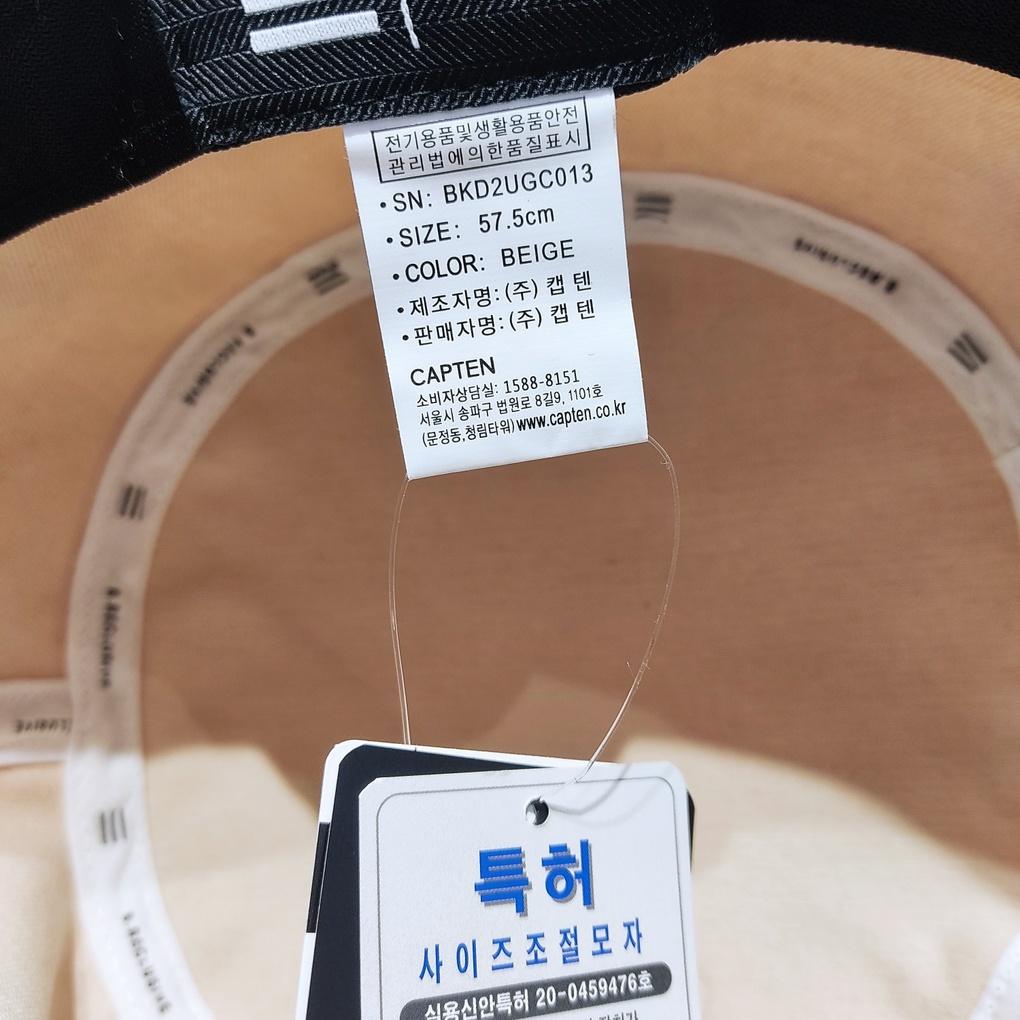 전기용품및생활용품안전
관리법에의한품질표시
•SN: BKD2UGC013
•SIZE: 57.5cm
•COLOR: BEIGE
•제조자명:(주) 캡 텐
•판매자명:(주) 캡 텐
CAPTEN
소비자상담실: 1588-8151
서울시 송파구 법원로 8길9, 1101호
(문정동,청림타워) www.capten.co.kr
특허
사이즈조절모자
실용신안특허 20-0459476호